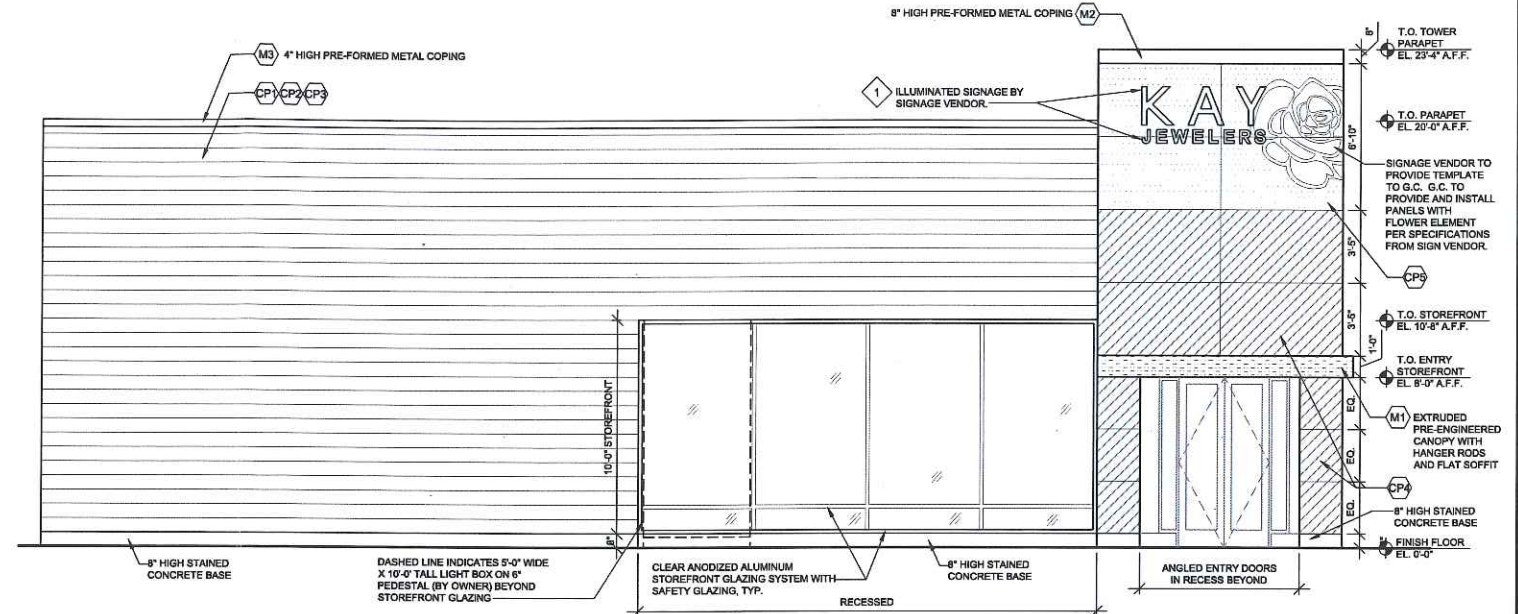 8" HIGH PRE-FORMED METAL COPING M2
M3 4" HIGH PRE-FORMED METAL COPING
CP1 CP2 CP3
1 ILLUMINATED SIGNAGE BY
SIGNAGE VENDOR.
KAY
JEWELERS
8"
T.O. TOWER
PARAPET
EL. 23'-4" A.F.F.
T.O. PARAPET
EL. 20'-0" A.F.F.
6'-10"
SIGNAGE VENDOR TO
PROVIDE TEMPLATE
TO G.C. G.C. TO
PROVIDE AND INSTALL
PANELS WITH
FLOWER ELEMENT
PER SPECIFICATIONS
FROM SIGN VENDOR.
3'-5"
CP5
3'-5"
T.O. STOREFRONT
EL. 10'-8" A.F.F.
1'-0"
T.O. ENTRY
STOREFRONT
EL. 8'-0" A.F.F.
EQ.
M1 EXTRUDED
PRE-ENGINEERED
CANOPY WITH
HANGER RODS
AND FLAT SOFFIT
EQ.
CP4
EQ.
8" HIGH STAINED
CONCRETE BASE
FINISH FLOOR
EL. 0'-0"
10'-0" STOREFRONT
8"
8" HIGH STAINED
CONCRETE BASE
DASHED LINE INDICATES 5'-0" WIDE
X 10'-0" TALL LIGHT BOX ON 6"
PEDESTAL (BY OWNER) BEYOND
STOREFRONT GLAZING
CLEAR ANODIZED ALUMINUM
STOREFRONT GLAZING SYSTEM WITH
SAFETY GLAZING, TYP.
8" HIGH STAINED
CONCRETE BASE
RECESSED
ANGLED ENTRY DOORS
IN RECESS BEYOND